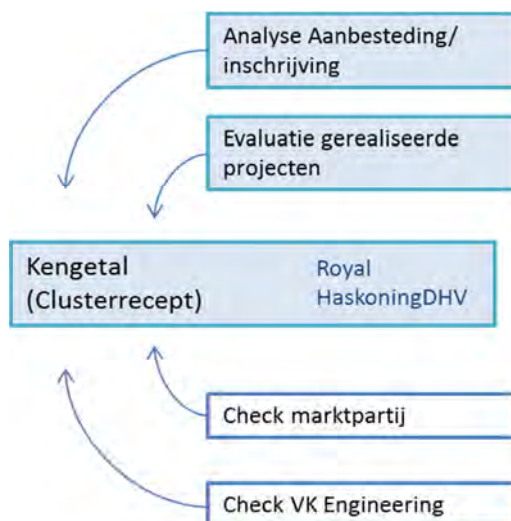 Analyse Aanbesteding/
inschrijving
Evaluatie gerealiseerde
projecten
Kengetal
(Clusterrecept)
Royal
HaskoningDHV
Check marktpartij
Check VK Engineering